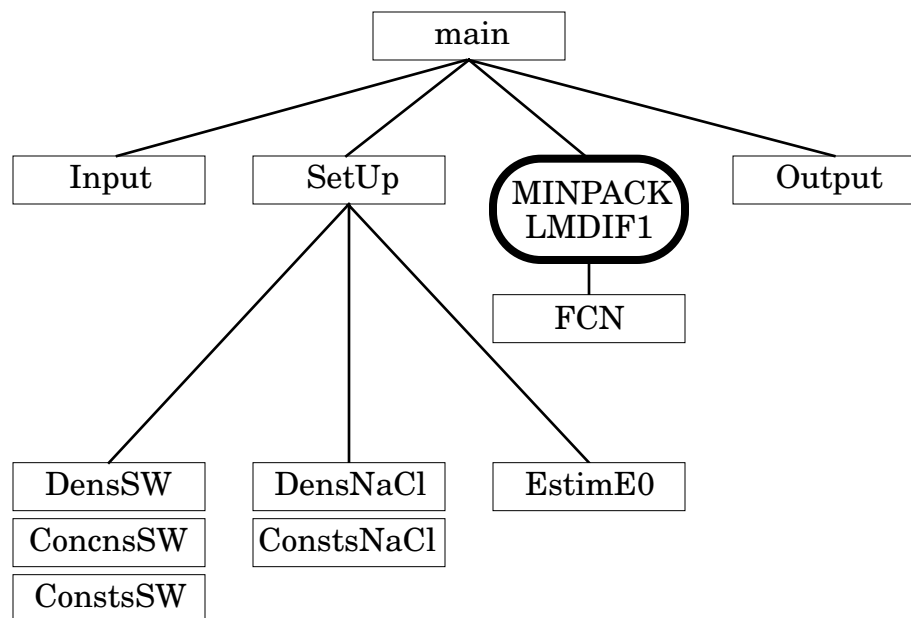 main
Input
SetUp
MINPACK
LMDIF1
Output
FCN
DensSW
DensNaCl
EstimE0
ConcnsSW
ConstsNaCl
ConstsSW